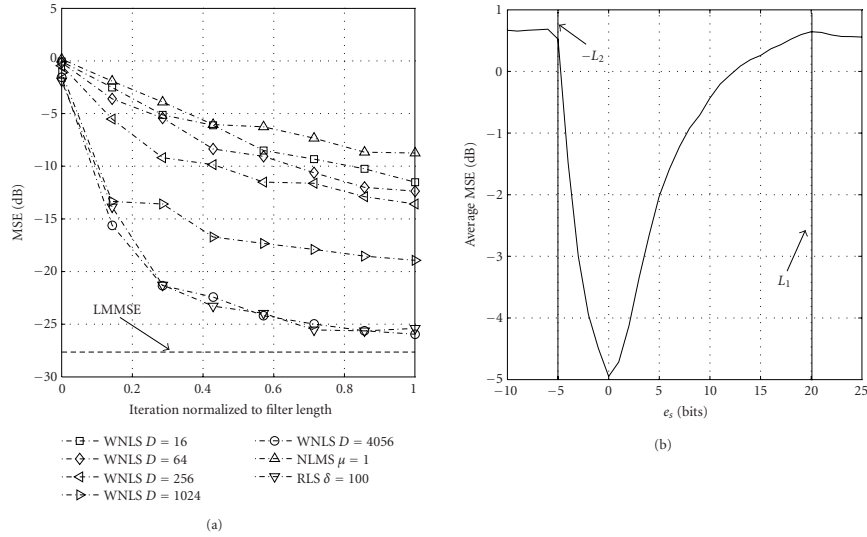 5
0
−5
−10
−15
−20
−25
−30
MSE (dB)
LMMSE
0
0.2
0.4
0.6
0.8
1
Iteration normalized to filter length
WNLS D = 16
WNLS D = 64
WNLS D = 256
WNLS D = 1024
WNLS D = 4056
NLMS μ = 1
RLS δ = 100
(a)
1
0
−1
−2
−3
−4
−5
Average MSE (dB)
−L2
L1
−10
−5
0
5
10
15
20
25
es (bits)
(b)